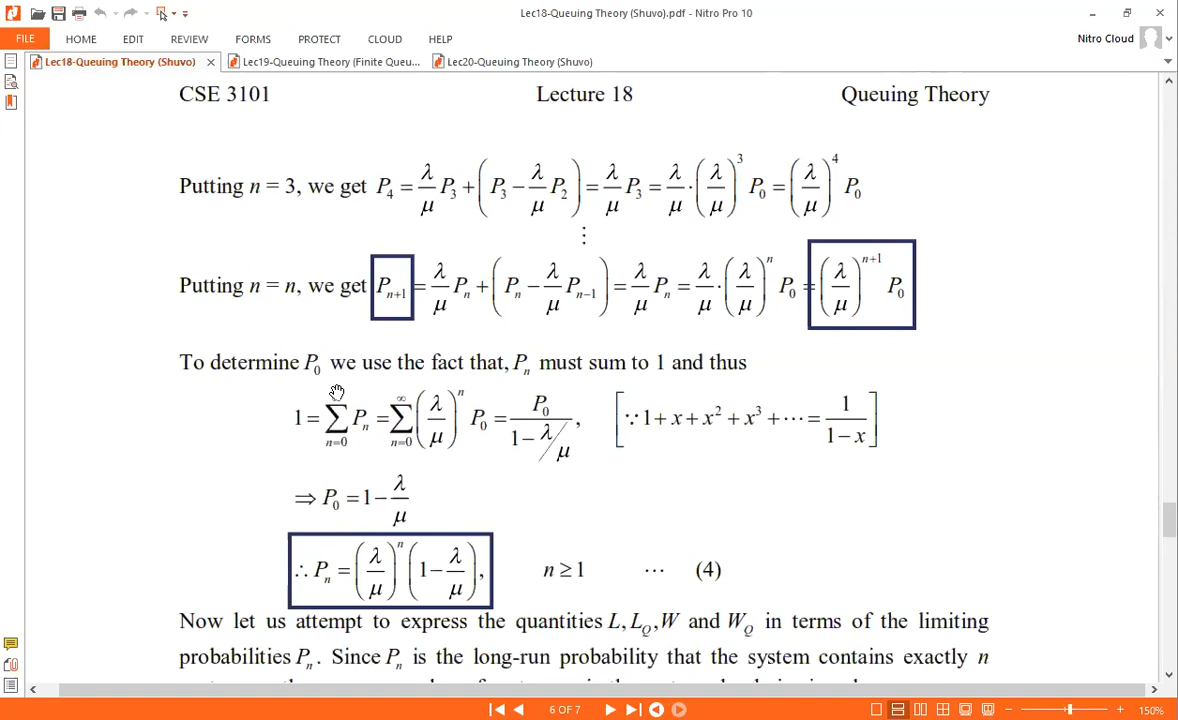 Lec18-Queuing Theory (Shuvo).pdf - Nitro Pro 10
FILE HOME EDIT REVIEW FORMS PROTECT CLOUD HELP Nitro Cloud
Lec18-Queuing Theory (Shuvo) Lec19-Queuing Theory (Finite Queu... Lec20-Queuing Theory (Shuvo)
CSE 3101 Lecture 18 Queuing Theory
Putting n = 3, we get P_4 = λ/μ P_3 + (P_3 − λ/μ P_2) = λ/μ P_3 = λ/μ · (λ/μ)^3 P_0 = (λ/μ)^4 P_0
⋮
Putting n = n, we get P_{n+1} = λ/μ P_n + (P_n − λ/μ P_{n−1}) = λ/μ P_n = λ/μ · (λ/μ)^n P_0 = (λ/μ)^{n+1} P_0
To determine P_0 we use the fact that, P_n must sum to 1 and thus
1 = ∑_{n=0} P_n = ∑_{n=0}^∞ (λ/μ)^n P_0 = P_0 / (1 − λ/μ), [∵ 1 + x + x^2 + x^3 + ⋯ = 1/(1 − x)]
⇒ P_0 = 1 − λ/μ
∴ P_n = (λ/μ)^n (1 − λ/μ), n ≥ 1 ⋯ (4)
Now let us attempt to express the quantities L, L_Q, W and W_Q in terms of the limiting
probabilities P_n. Since P_n is the long-run probability that the system contains exactly n
6 OF 7 150%